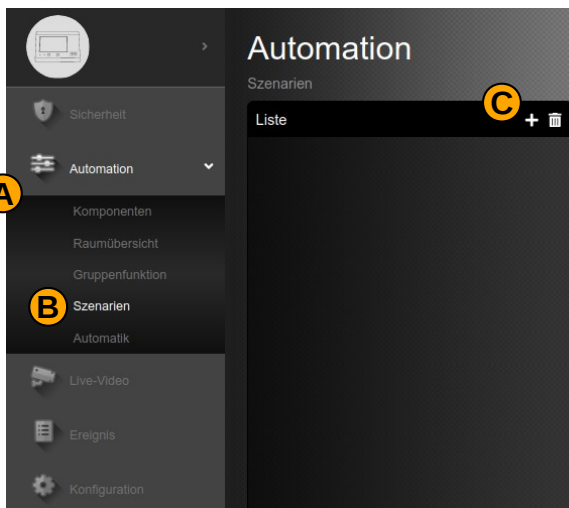 Automation
Szenarien
C
Liste
Sicherheit
Automation
A
Komponenten
Raumübersicht
Gruppenfunktion
B
Szenarien
Automatik
Live-Video
Ereignis
Konfiguration